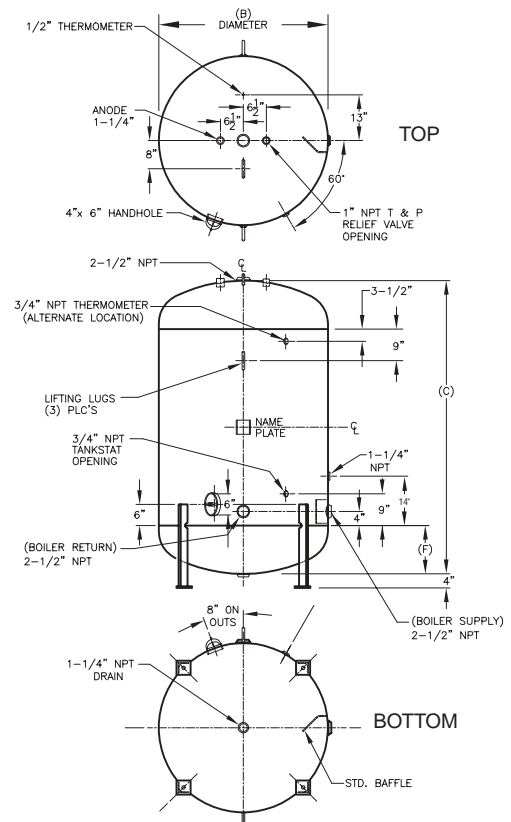 (B)
DIAMETER
1/2" THERMOMETER
6 1/2"
6 1/2"
13"
ANODE
1-1/4"
8"
TOP
60°
4"x 6" HANDHOLE
1" NPT T & P
RELIEF VALVE
OPENING
2-1/2" NPT
℄
3/4" NPT THERMOMETER
(ALTERNATE LOCATION)
3-1/2"
9"
(C)
LIFTING LUGS
(3) PLC'S
NAME
PLATE
℄
3/4" NPT
TANKSTAT
OPENING
1-1/4"
NPT
6"
6"
4"
9"
14"
(F)
(BOILER RETURN)
2-1/2" NPT
4"
(BOILER SUPPLY)
2-1/2" NPT
8" ON
OUTS
1-1/4" NPT
DRAIN
BOTTOM
STD. BAFFLE